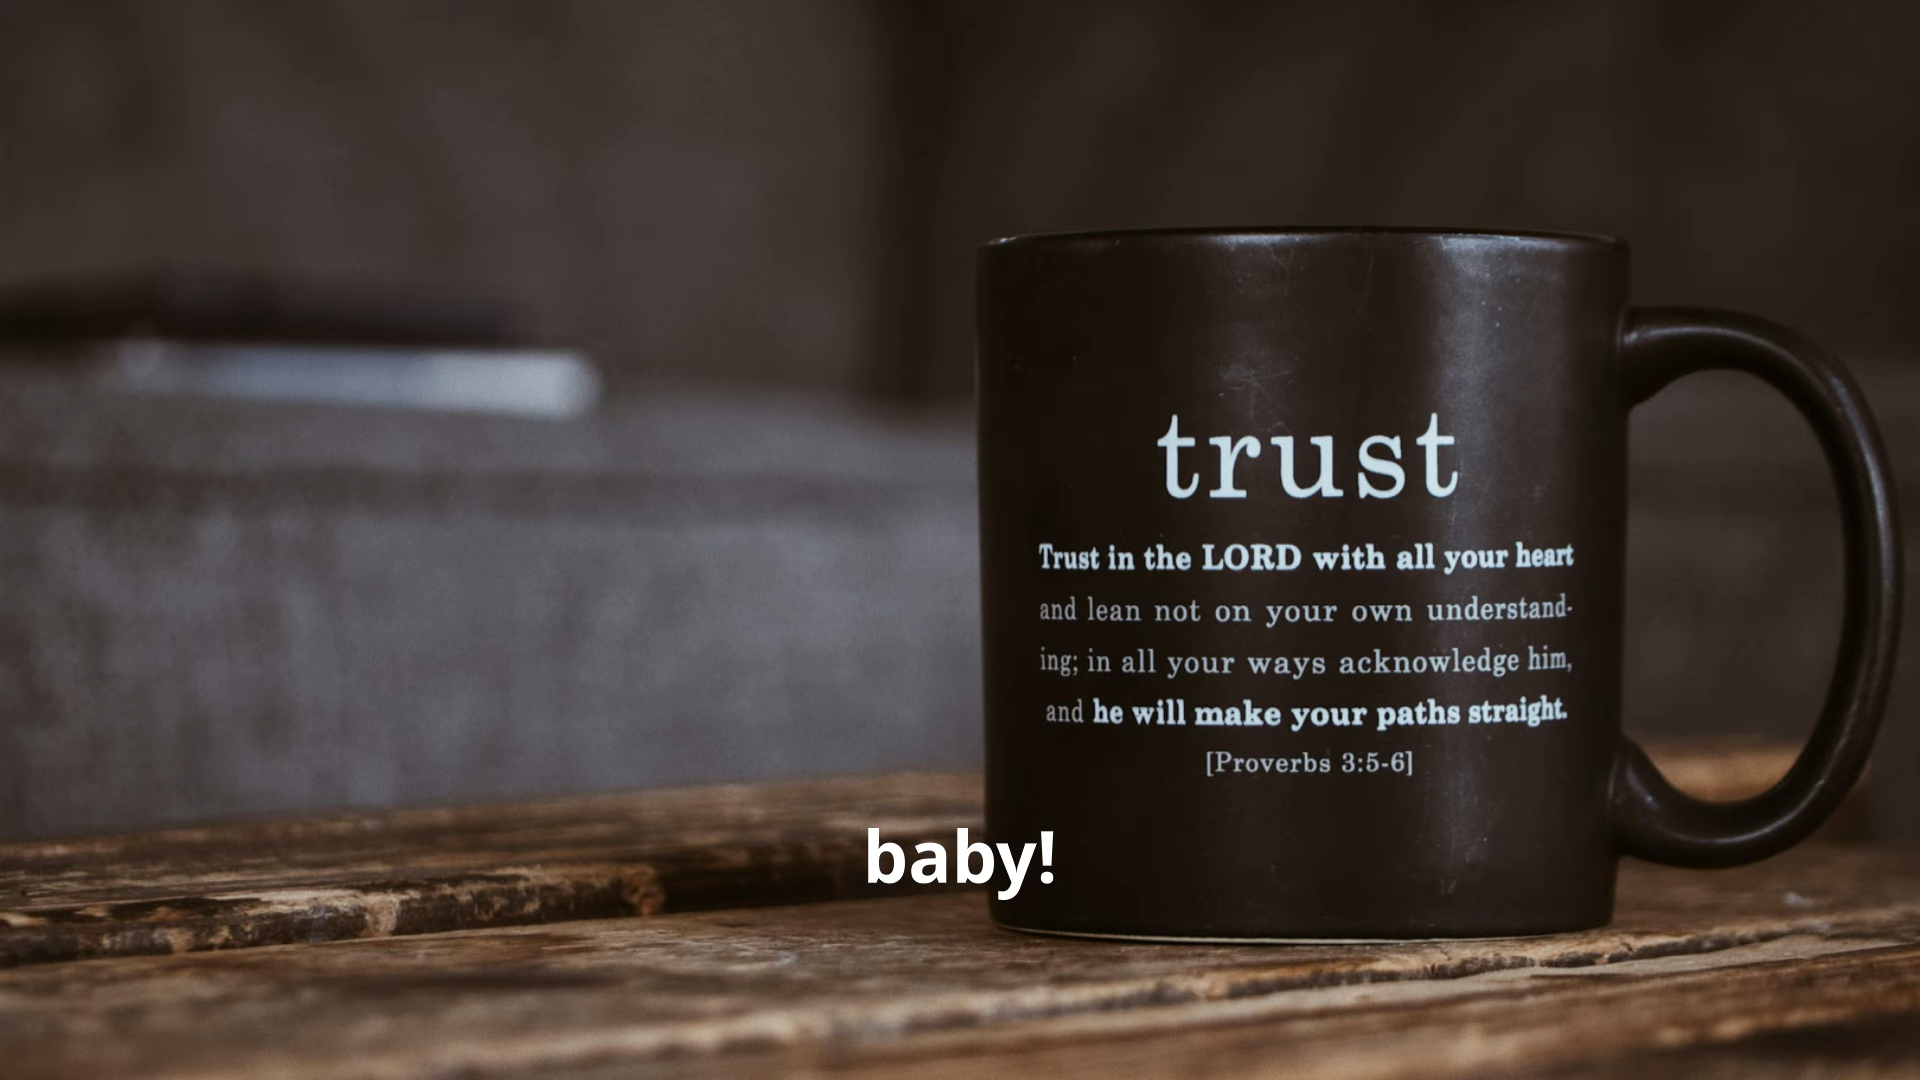 trust
Trust in the LORD with all your heart
and lean not on your own understand-
ing; in all your ways acknowledge him,
and he will make your paths straight.
[Proverbs 3:5-6]
baby!